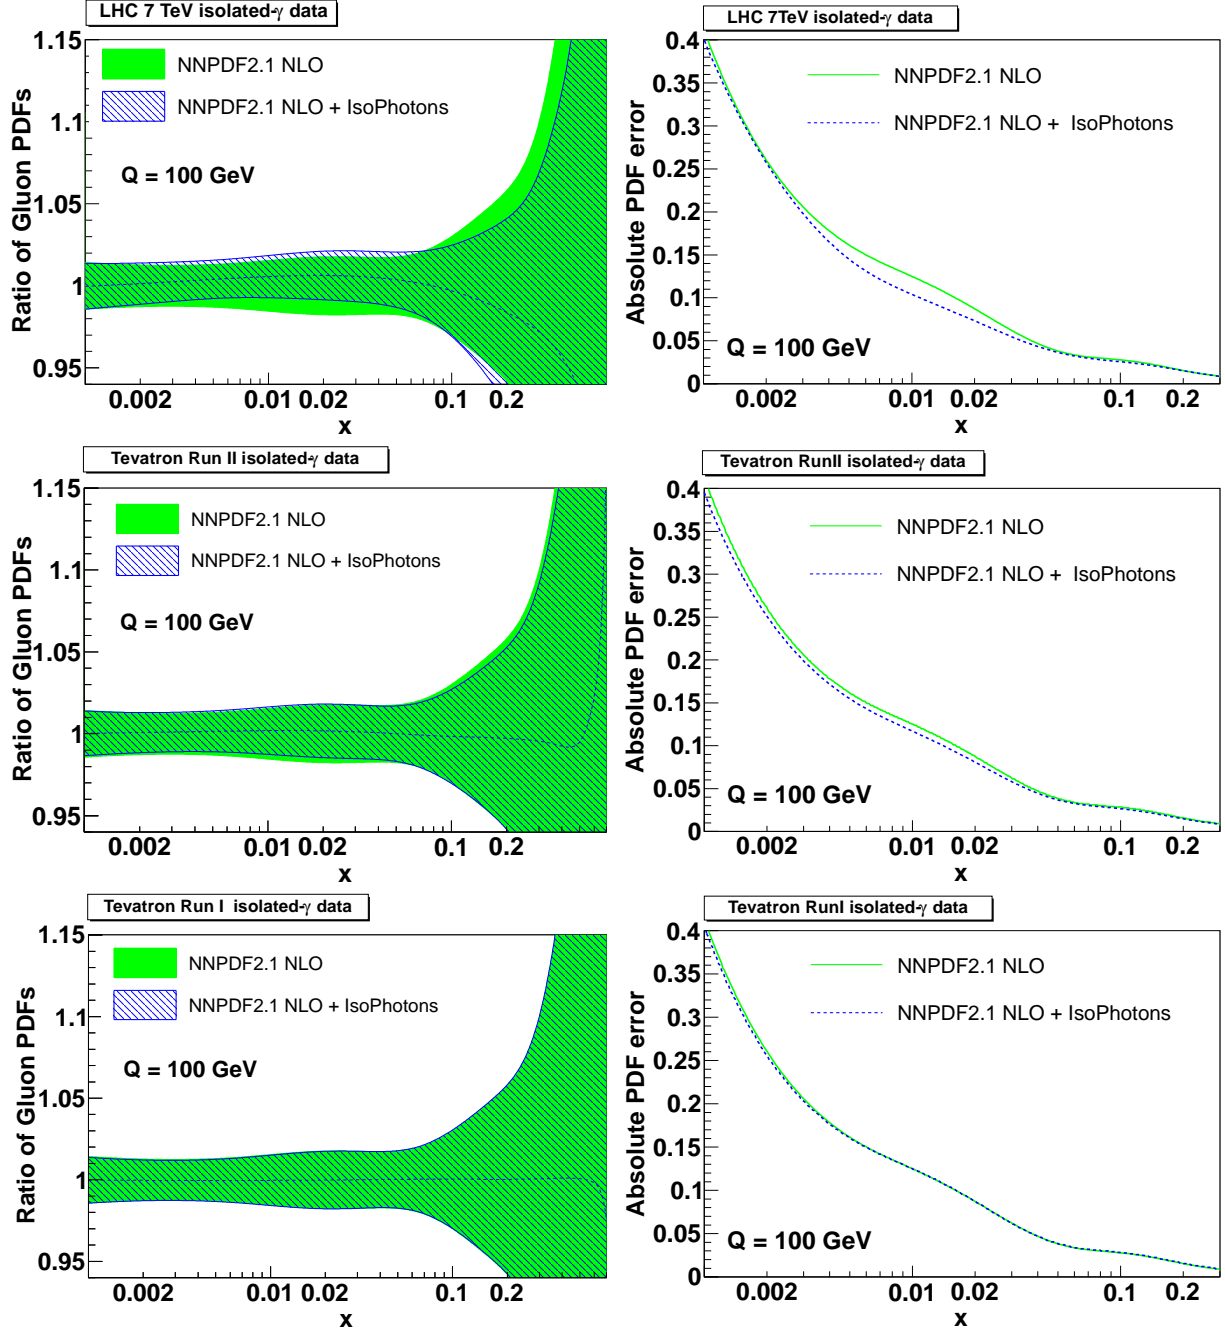 LHC 7 TeV isolated-γ data
1.15
1.1
1.05
1
0.95
Ratio of Gluon PDFs
NNPDF2.1 NLO
NNPDF2.1 NLO + IsoPhotons
Q = 100 GeV
0.002 0.01 0.02 0.1 0.2
x
LHC 7TeV isolated-γ data
0.4
0.35
0.3
0.25
0.2
0.15
0.1
0.05
0
Absolute PDF error
NNPDF2.1 NLO
NNPDF2.1 NLO + IsoPhotons
Q = 100 GeV
0.002 0.01 0.02 0.1 0.2
x
Tevatron Run II isolated-γ data
1.15
1.1
1.05
1
0.95
Ratio of Gluon PDFs
NNPDF2.1 NLO
NNPDF2.1 NLO + IsoPhotons
Q = 100 GeV
0.002 0.01 0.02 0.1 0.2
x
Tevatron RunII isolated-γ data
0.4
0.35
0.3
0.25
0.2
0.15
0.1
0.05
0
Absolute PDF error
NNPDF2.1 NLO
NNPDF2.1 NLO + IsoPhotons
Q = 100 GeV
0.002 0.01 0.02 0.1 0.2
x
Tevatron Run I isolated-γ data
1.15
1.1
1.05
1
0.95
Ratio of Gluon PDFs
NNPDF2.1 NLO
NNPDF2.1 NLO + IsoPhotons
Q = 100 GeV
0.002 0.01 0.02 0.1 0.2
x
Tevatron RunI isolated-γ data
0.4
0.35
0.3
0.25
0.2
0.15
0.1
0.05
0
Absolute PDF error
NNPDF2.1 NLO
NNPDF2.1 NLO + IsoPhotons
Q = 100 GeV
0.002 0.01 0.02 0.1 0.2
x